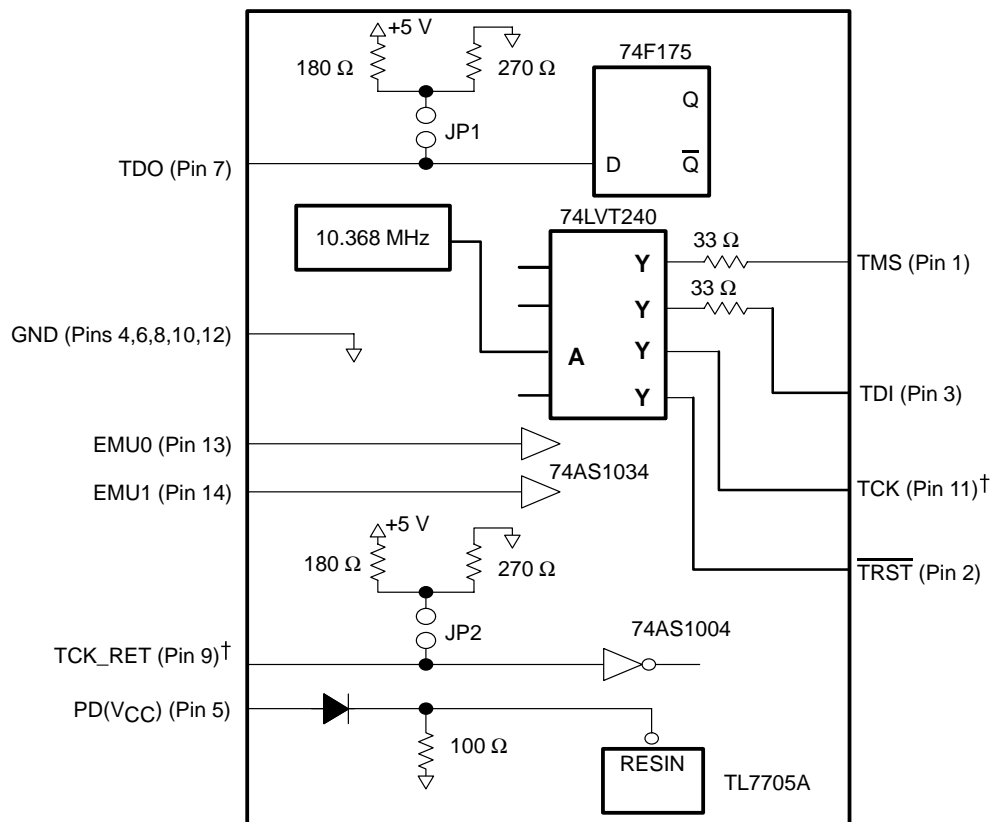 +5 V
180 Ω
270 Ω
JP1
74F175
Q
D
Q̅
TDO (Pin 7)
10.368 MHz
74LVT240
33 Ω
Y
TMS (Pin 1)
33 Ω
Y
GND (Pins 4,6,8,10,12)
A
Y
Y
TDI (Pin 3)
EMU0 (Pin 13)
74AS1034
EMU1 (Pin 14)
TCK (Pin 11)†
+5 V
180 Ω
270 Ω
T̅R̅S̅T̅ (Pin 2)
JP2
74AS1004
TCK_RET (Pin 9)†
PD(VCC) (Pin 5)
100 Ω
RESIN
TL7705A